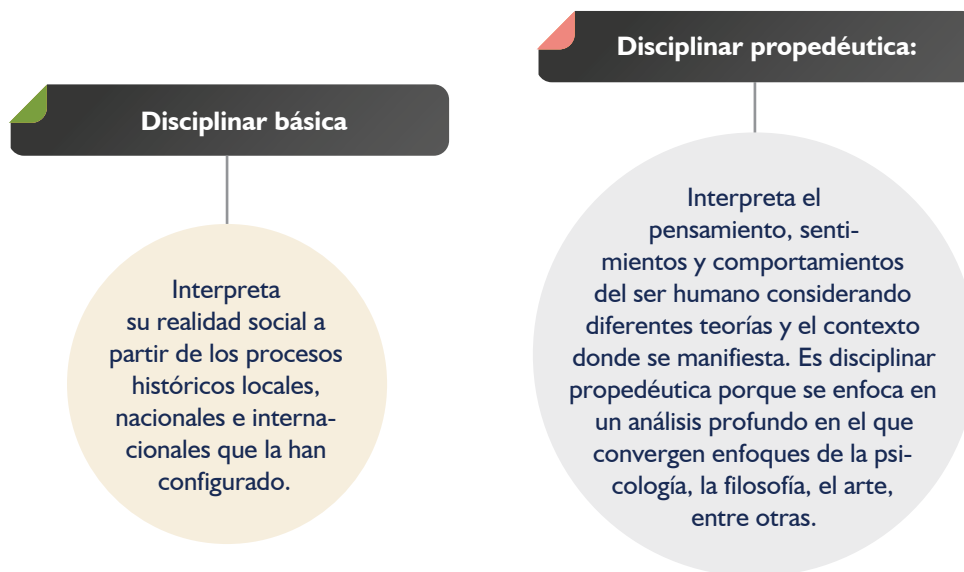 Disciplinar básica
Interpreta
su realidad social a
partir de los procesos
históricos locales,
nacionales e interna-
cionales que la han
configurado.
Disciplinar propedéutica:
Interpreta el
pensamiento, senti-
mientos y comportamientos
del ser humano considerando
diferentes teorías y el contexto
donde se manifiesta. Es disciplinar
propedéutica porque se enfoca en
un análisis profundo en el que
convergen enfoques de la psi-
cología, la filosofía, el arte,
entre otras.